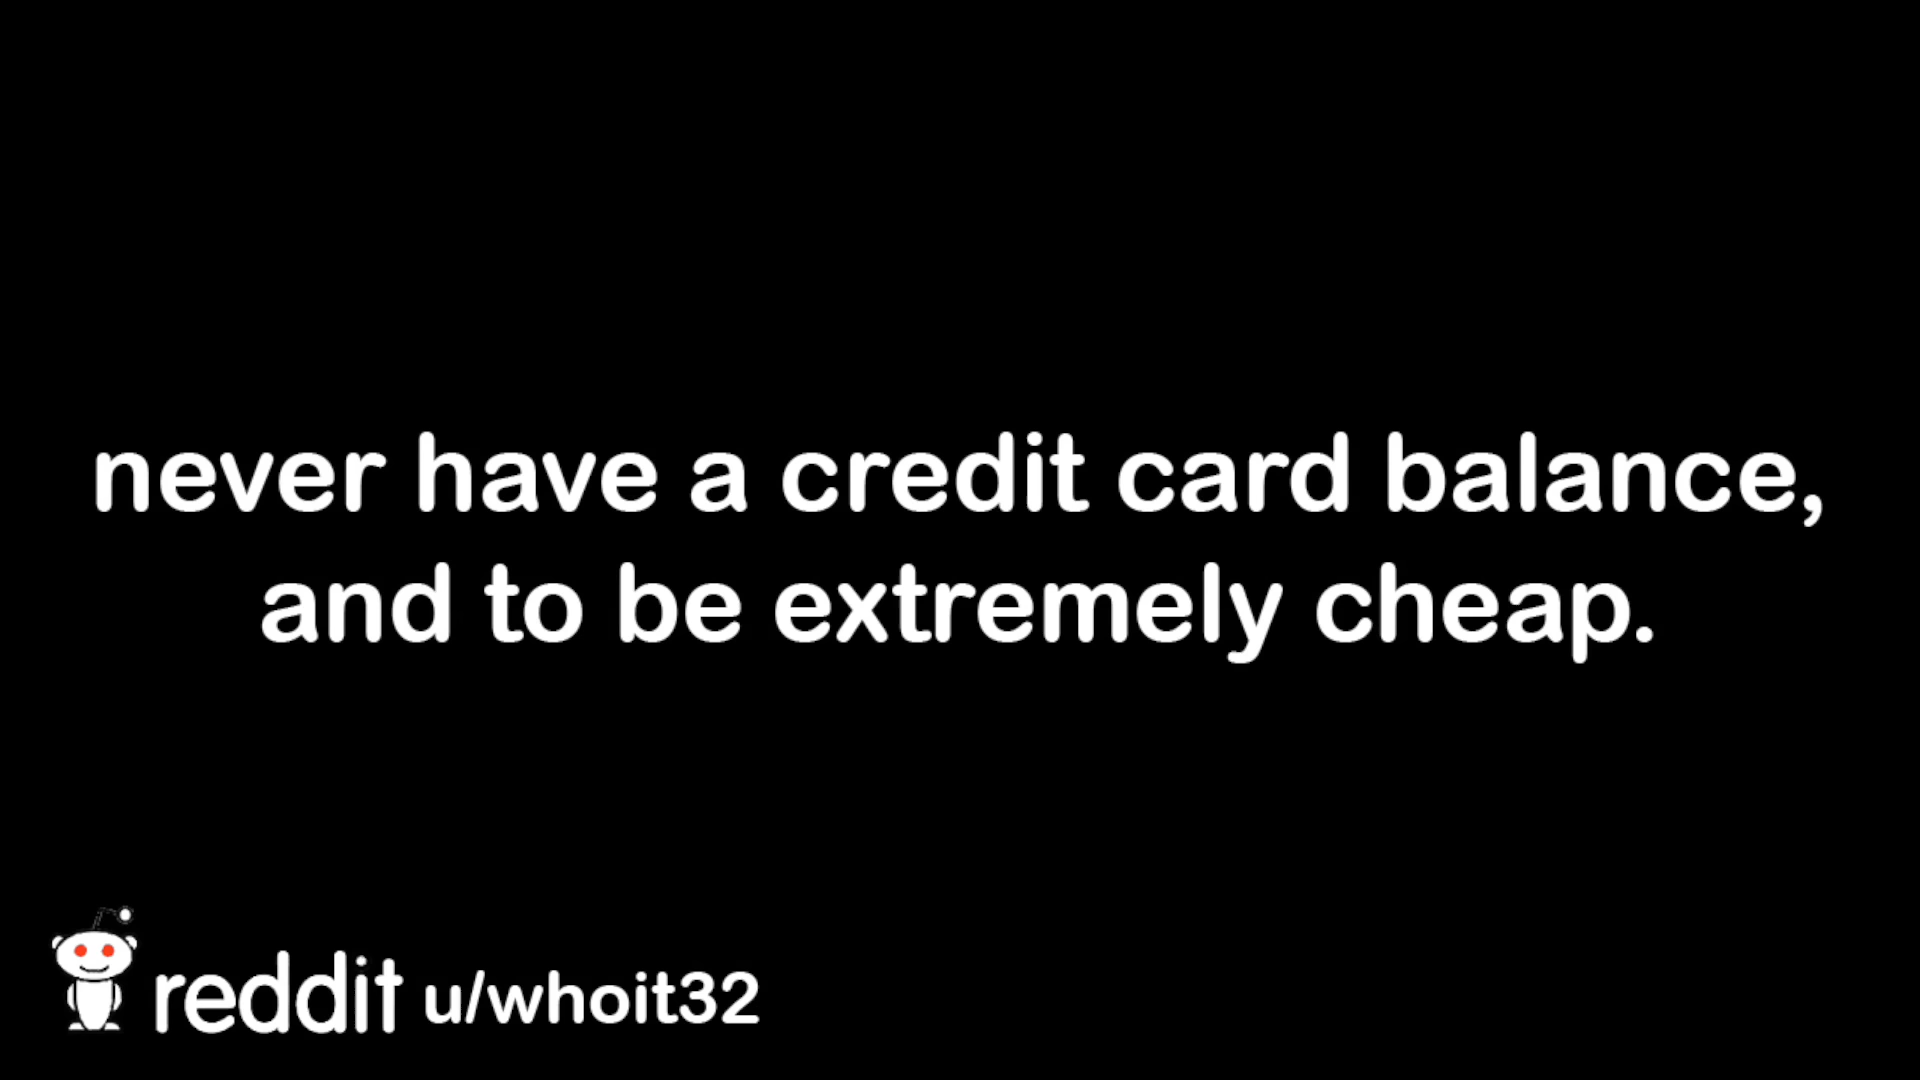 never have a credit card balance,
and to be extremely cheap.
reddit u/whoit32